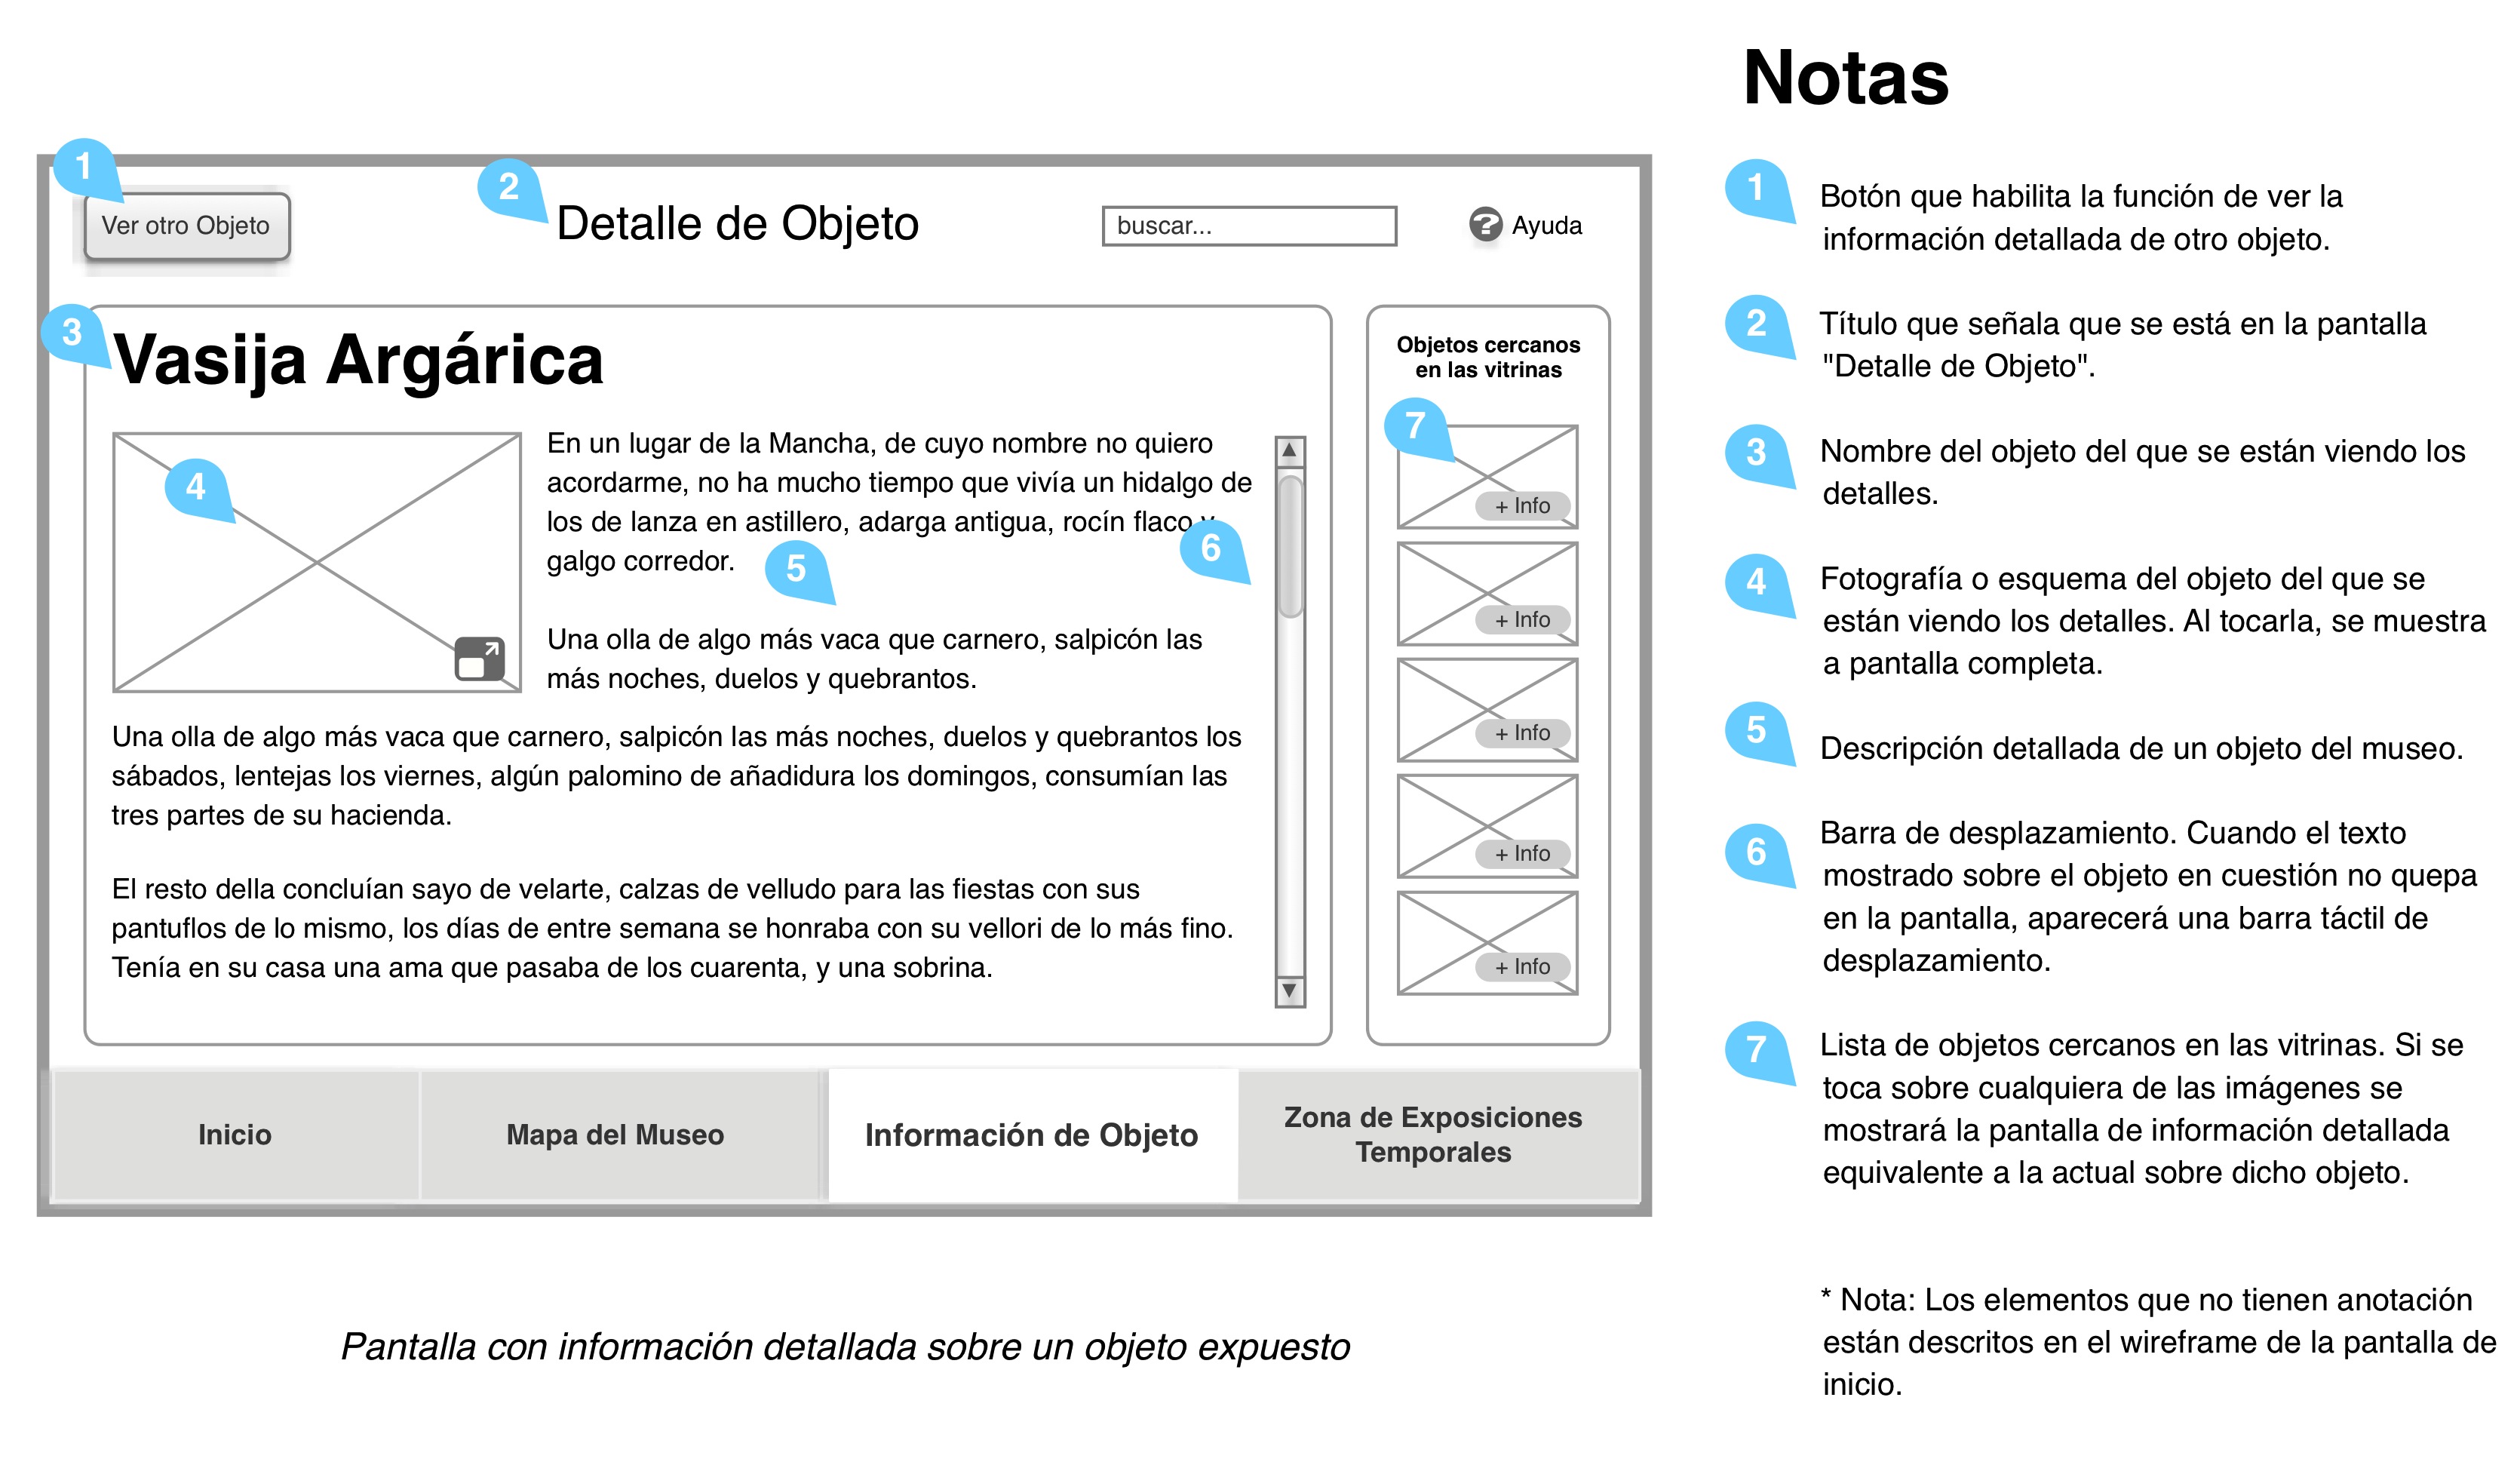 Notas
1
Ver otro Objeto
2
Detalle de Objeto
buscar...
? Ayuda
3
Vasija Argárica
4
En un lugar de la Mancha, de cuyo nombre no quiero
acordarme, no ha mucho tiempo que vivía un hidalgo de
los de lanza en astillero, adarga antigua, rocín flaco y
galgo corredor.
5
6
Una olla de algo más vaca que carnero, salpicón las
más noches, duelos y quebrantos.
Una olla de algo más vaca que carnero, salpicón las más noches, duelos y quebrantos los
sábados, lentejas los viernes, algún palomino de añadidura los domingos, consumían las
tres partes de su hacienda.
El resto della concluían sayo de velarte, calzas de velludo para las fiestas con sus
pantuflos de lo mismo, los días de entre semana se honraba con su vellori de lo más fino.
Tenía en su casa una ama que pasaba de los cuarenta, y una sobrina.
Objetos cercanos
en las vitrinas
7
+ Info
+ Info
+ Info
+ Info
+ Info
Inicio
Mapa del Museo
Información de Objeto
Zona de Exposiciones
Temporales
Pantalla con información detallada sobre un objeto expuesto
1
Botón que habilita la función de ver la
información detallada de otro objeto.
2
Título que señala que se está en la pantalla
"Detalle de Objeto".
3
Nombre del objeto del que se están viendo los
detalles.
4
Fotografía o esquema del objeto del que se
están viendo los detalles. Al tocarla, se muestra
a pantalla completa.
5
Descripción detallada de un objeto del museo.
6
Barra de desplazamiento. Cuando el texto
mostrado sobre el objeto en cuestión no quepa
en la pantalla, aparecerá una barra táctil de
desplazamiento.
7
Lista de objetos cercanos en las vitrinas. Si se
toca sobre cualquiera de las imágenes se
mostrará la pantalla de información detallada
equivalente a la actual sobre dicho objeto.
* Nota: Los elementos que no tienen anotación
están descritos en el wireframe de la pantalla de
inicio.